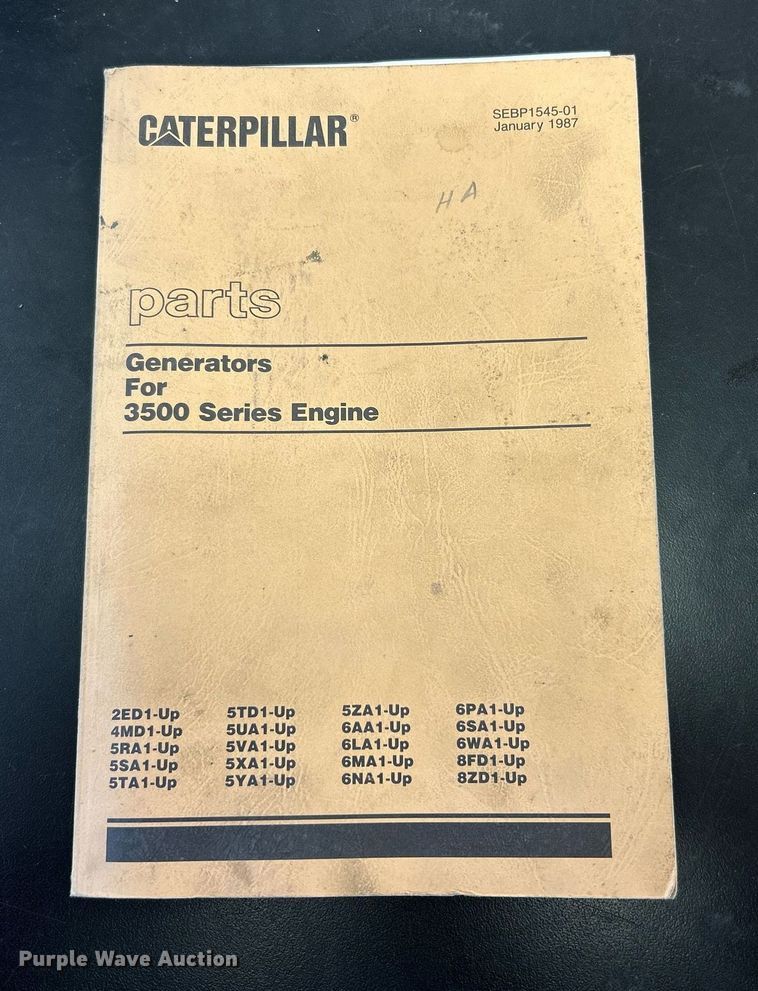 CATERPILLAR®
SEBP1545-01
January 1987
HA
parts
Generators
For
3500 Series Engine
2ED1-Up 5TD1-Up 5ZA1-Up 6PA1-Up
4MD1-Up 5UA1-Up 6AA1-Up 6SA1-Up
5RA1-Up 5VA1-Up 6LA1-Up 6WA1-Up
5SA1-Up 5XA1-Up 6MA1-Up 8FD1-Up
5TA1-Up 5YA1-Up 6NA1-Up 8ZD1-Up
Purple Wave Auction